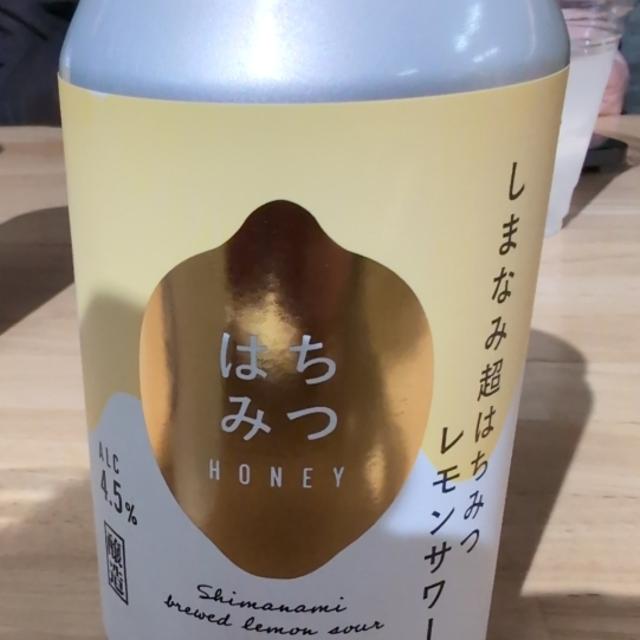 しまなみ超はちみつ
レモンサワー
はち
みつ
HONEY
ALC
4.5%
醸造
Shimanami
brewed lemon sour